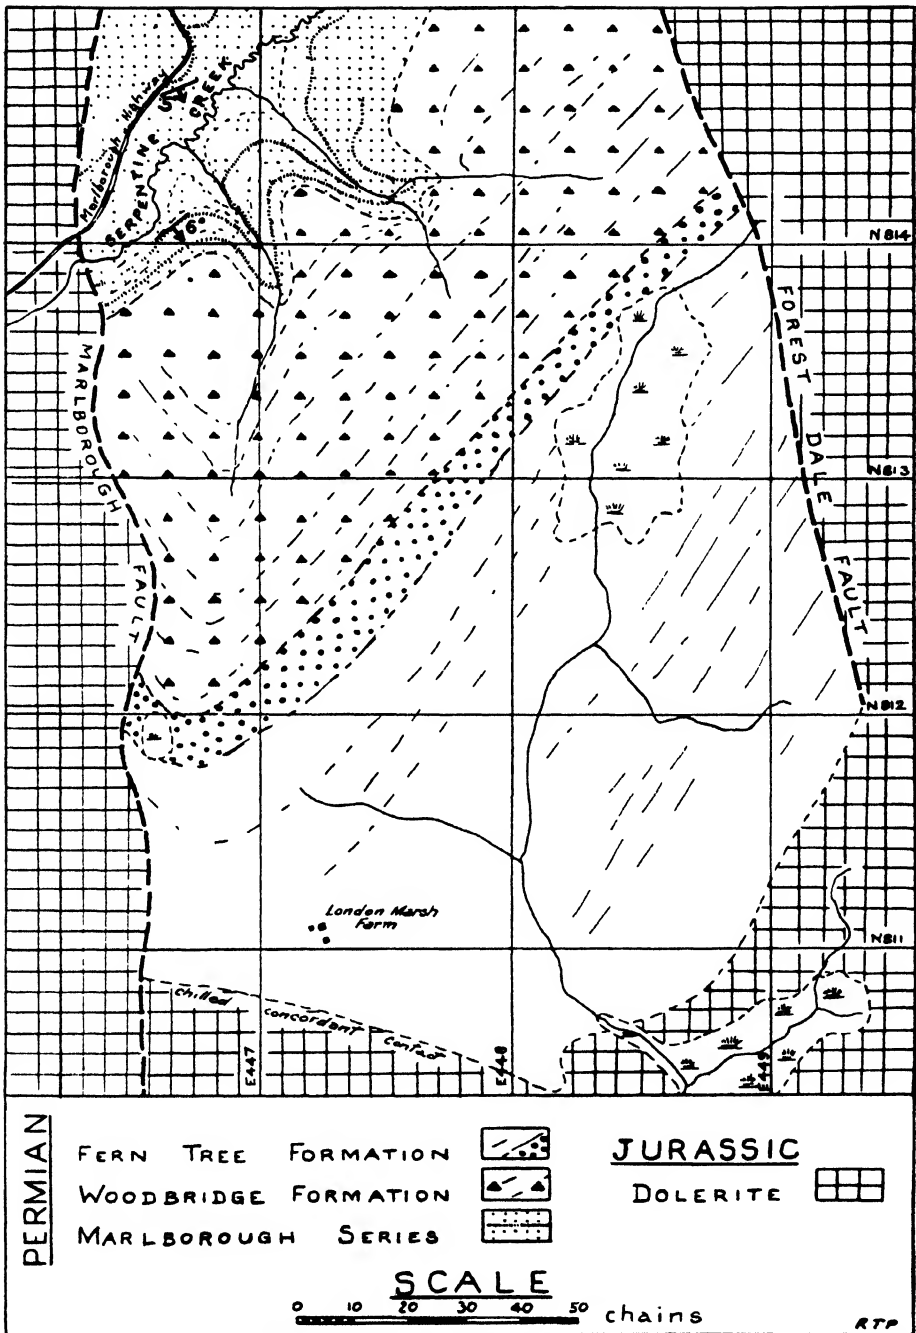 Marlborough Highway
5°
SERPENTINE CREEK
6°
N814
MARLBOROUGH FAULT
FOREST DALE FAULT
N813
N812
London Marsh
Farm
N811
chilled concordant contact
E447
E448
E449
PERMIAN
FERN TREE FORMATION
WOODBRIDGE FORMATION
MARLBOROUGH SERIES
JURASSIC
DOLERITE
SCALE
0 10 20 30 40 50 chains
RTP